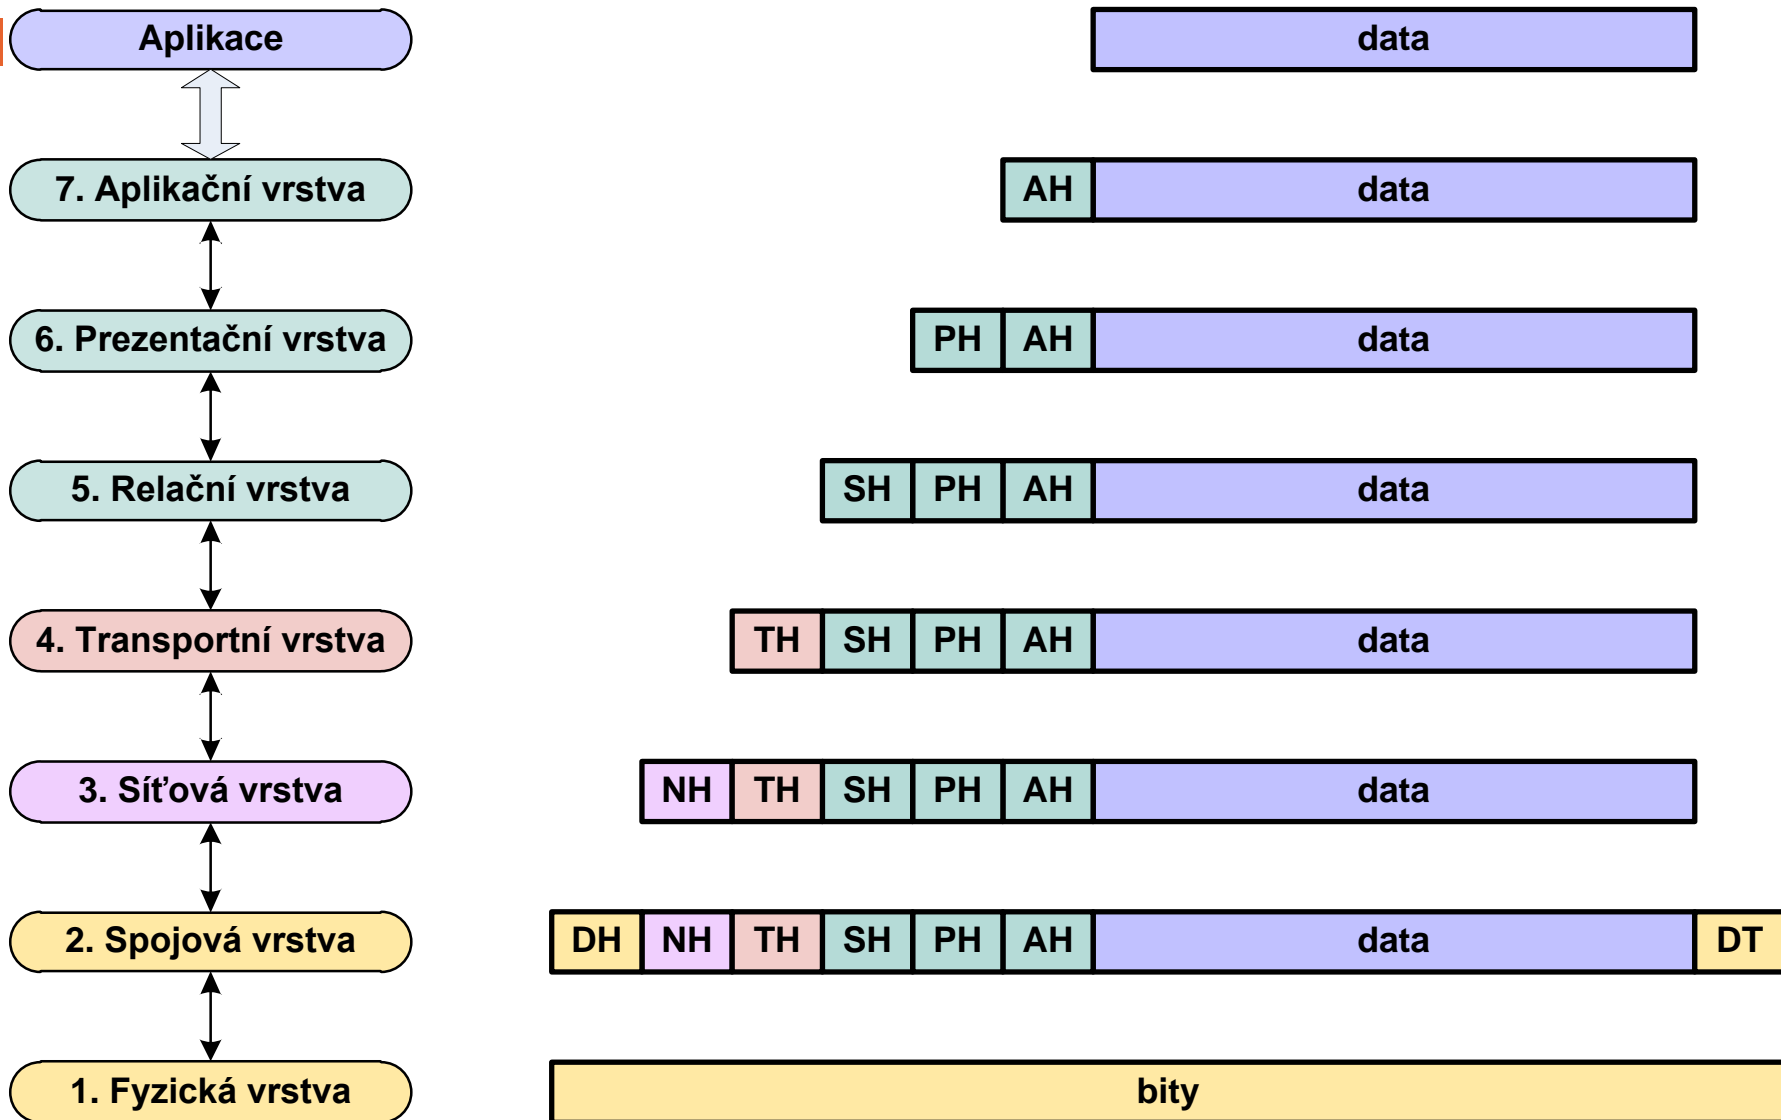 Aplikace
data
7. Aplikační vrstva
AH data
6. Prezentační vrstva
PH AH data
5. Relační vrstva
SH PH AH data
4. Transportní vrstva
TH SH PH AH data
3. Síťová vrstva
NH TH SH PH AH data
2. Spojová vrstva
DH NH TH SH PH AH data DT
1. Fyzická vrstva
bity